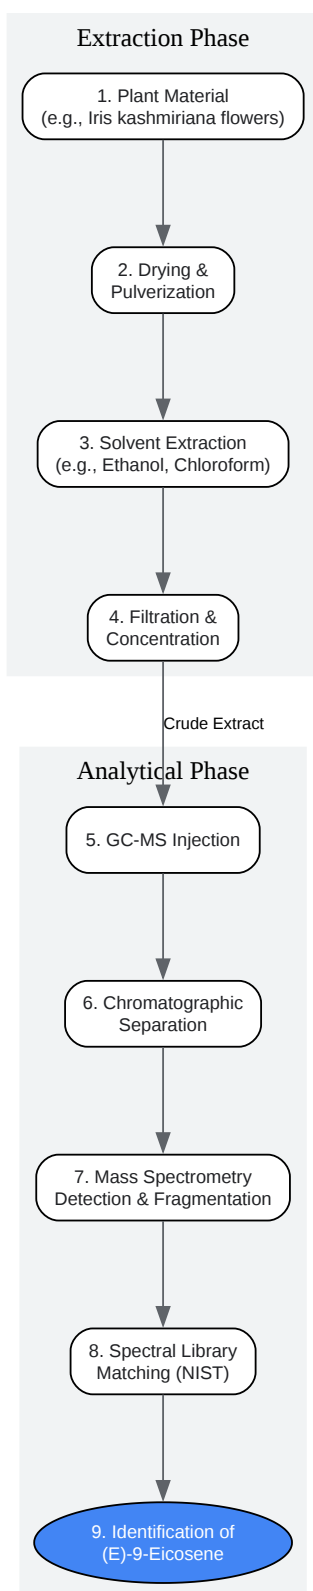 Extraction Phase
1. Plant Material
(e.g., Iris kashmiriana flowers)
2. Drying &
Pulverization
3. Solvent Extraction
(e.g., Ethanol, Chloroform)
4. Filtration &
Concentration
Crude Extract
Analytical Phase
5. GC-MS Injection
6. Chromatographic
Separation
7. Mass Spectrometry
Detection & Fragmentation
8. Spectral Library
Matching (NIST)
9. Identification of
(E)-9-Eicosene